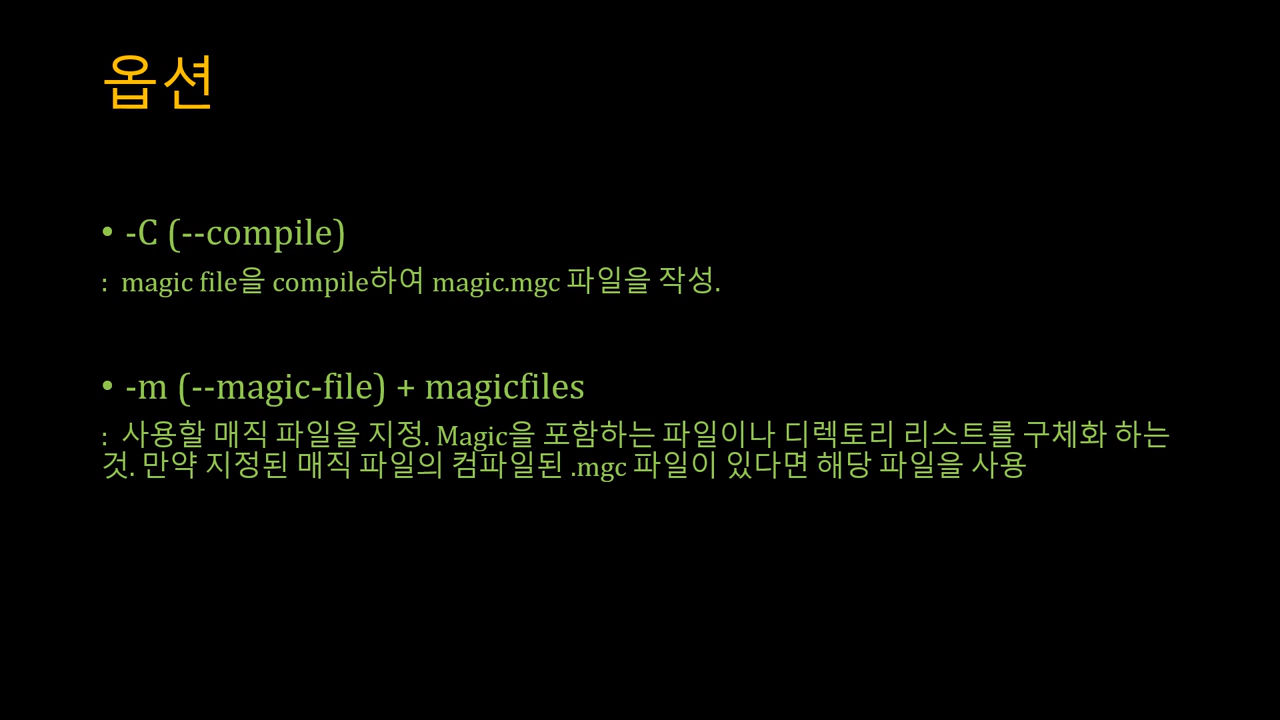 옵션
• -C (--compile)
: magic file을 compile하여 magic.mgc 파일을 작성.
• -m (--magic-file) + magicfiles
: 사용할 매직 파일을 지정. Magic을 포함하는 파일이나 디렉토리 리스트를 구체화 하는
것. 만약 지정된 매직 파일의 컴파일된 .mgc 파일이 있다면 해당 파일을 사용